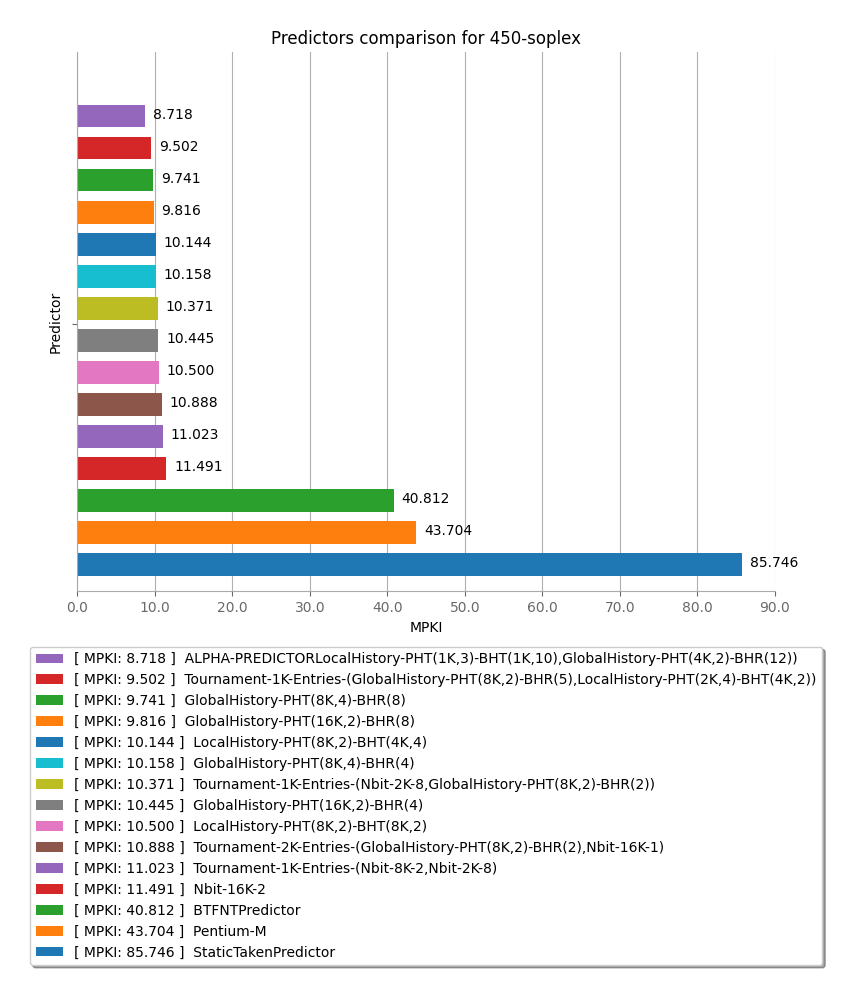 Predictors comparison for 450-soplex
8.718
9.502
9.741
9.816
10.144
10.158
10.371
10.445
10.500
10.888
11.023
11.491
40.812
43.704
85.746
Predictor
0.0 10.0 20.0 30.0 40.0 50.0 60.0 70.0 80.0 90.0
MPKI
[ MPKI: 8.718 ] ALPHA-PREDICTORLocalHistory-PHT(1K,3)-BHT(1K,10),GlobalHistory-PHT(4K,2)-BHR(12))
[ MPKI: 9.502 ] Tournament-1K-Entries-(GlobalHistory-PHT(8K,2)-BHR(5),LocalHistory-PHT(2K,4)-BHT(4K,2))
[ MPKI: 9.741 ] GlobalHistory-PHT(8K,4)-BHR(8)
[ MPKI: 9.816 ] GlobalHistory-PHT(16K,2)-BHR(8)
[ MPKI: 10.144 ] LocalHistory-PHT(8K,2)-BHT(4K,4)
[ MPKI: 10.158 ] GlobalHistory-PHT(8K,4)-BHR(4)
[ MPKI: 10.371 ] Tournament-1K-Entries-(Nbit-2K-8,GlobalHistory-PHT(8K,2)-BHR(2))
[ MPKI: 10.445 ] GlobalHistory-PHT(16K,2)-BHR(4)
[ MPKI: 10.500 ] LocalHistory-PHT(8K,2)-BHT(8K,2)
[ MPKI: 10.888 ] Tournament-2K-Entries-(GlobalHistory-PHT(8K,2)-BHR(2),Nbit-16K-1)
[ MPKI: 11.023 ] Tournament-1K-Entries-(Nbit-8K-2,Nbit-2K-8)
[ MPKI: 11.491 ] Nbit-16K-2
[ MPKI: 40.812 ] BTFNTPredictor
[ MPKI: 43.704 ] Pentium-M
[ MPKI: 85.746 ] StaticTakenPredictor